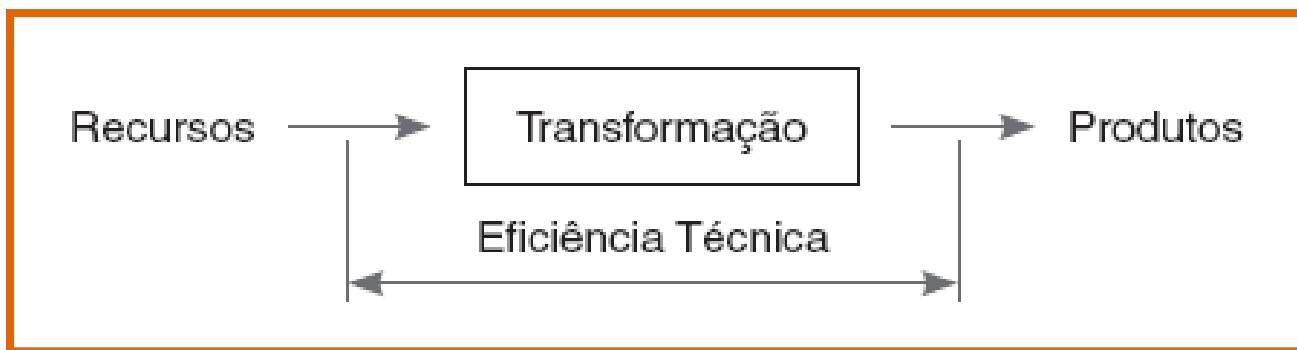 Recursos
Transformação
Produtos
Eficiência Técnica